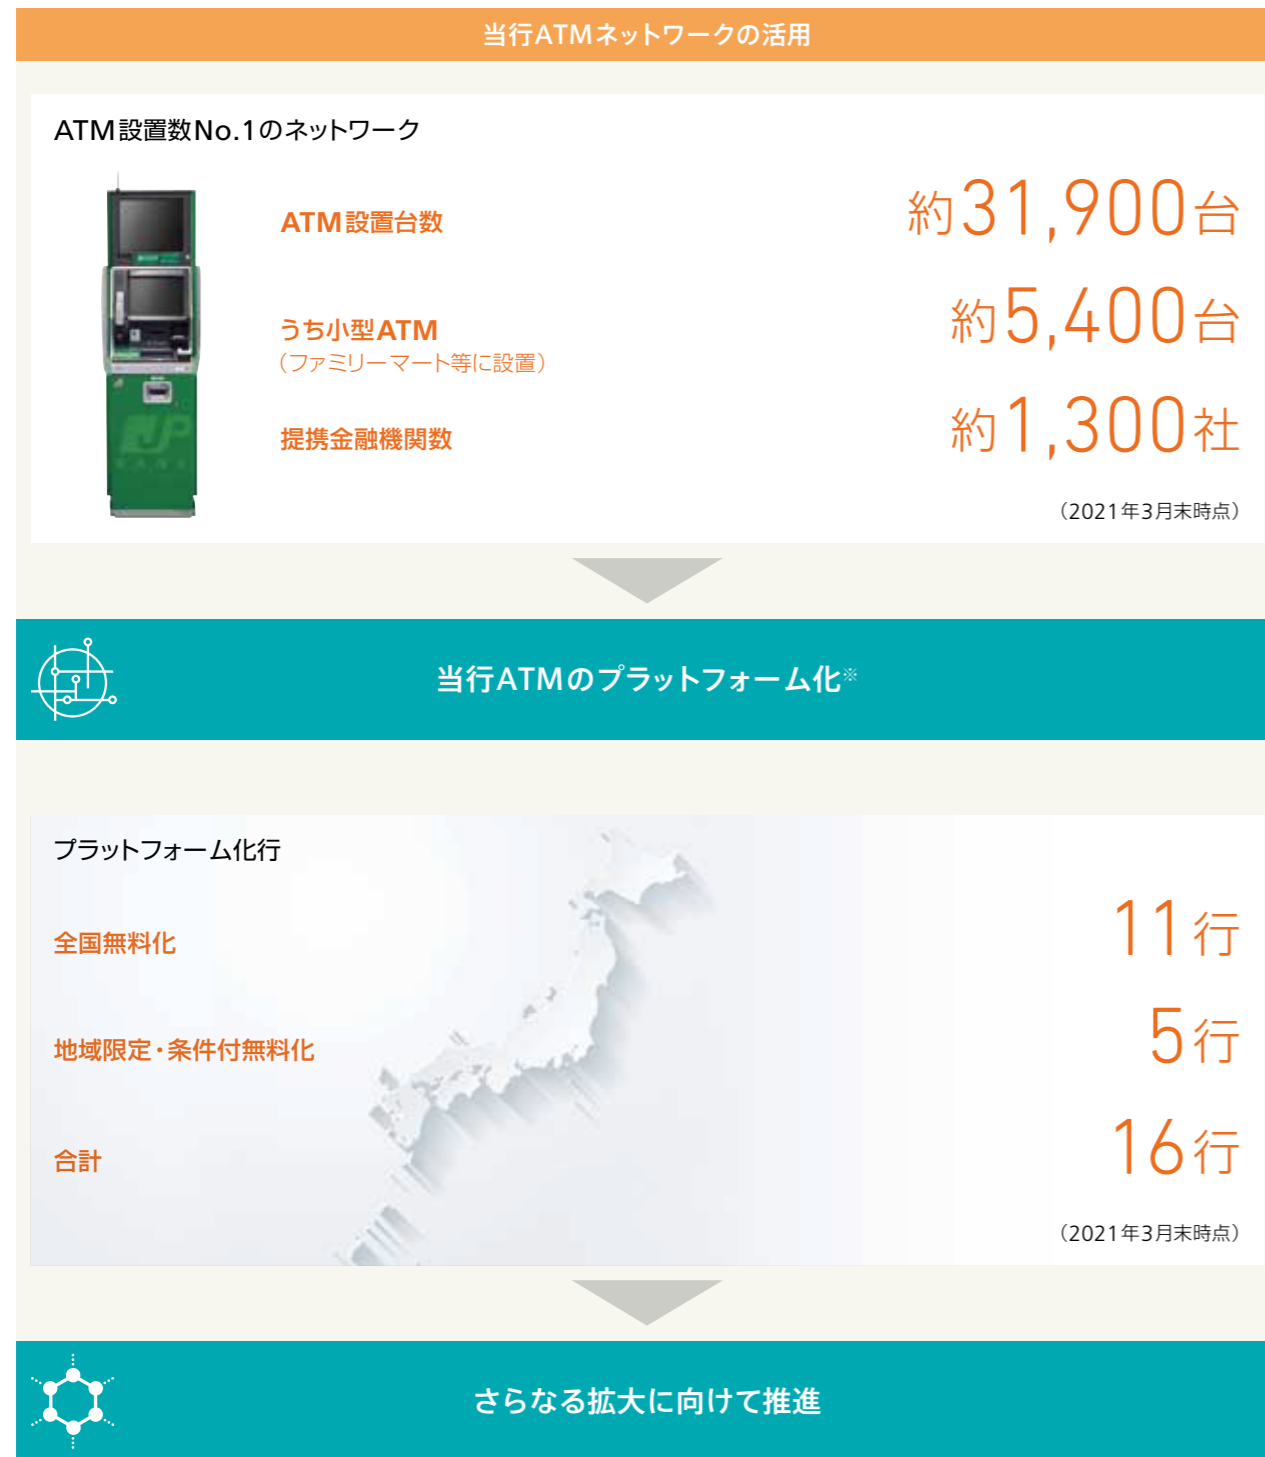 当行ATMネットワークの活用
ATM設置数No.1のネットワーク
ATM設置台数
約31,900台
うち小型ATM
（ファミリーマート等に設置）
約5,400台
提携金融機関数
約1,300社
（2021年3月末時点）
JP
BANK
当行ATMのプラットフォーム化※
プラットフォーム化行
全国無料化
11行
地域限定・条件付無料化
5行
合計
16行
（2021年3月末時点）
さらなる拡大に向けて推進